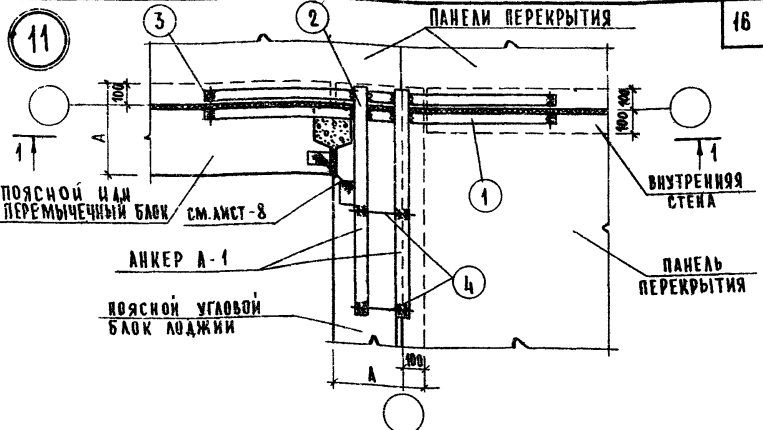 11
3
2
ПАНЕЛИ ПЕРЕКРЫТИЯ
16
100
А
100
100
1
1
ПОЯСНОЙ ИЛИ
ПЕРЕМЫЧЕЧНЫЙ БЛОК
СМ.ЛИСТ-8
1
ВНУТРЕННЯЯ
СТЕНА
АНКЕР А-1
4
ПАНЕЛЬ
ПЕРЕКРЫТИЯ
ПОЯСНОЙ УГЛОВОЙ
БЛОК ЛОДЖИИ
100
А